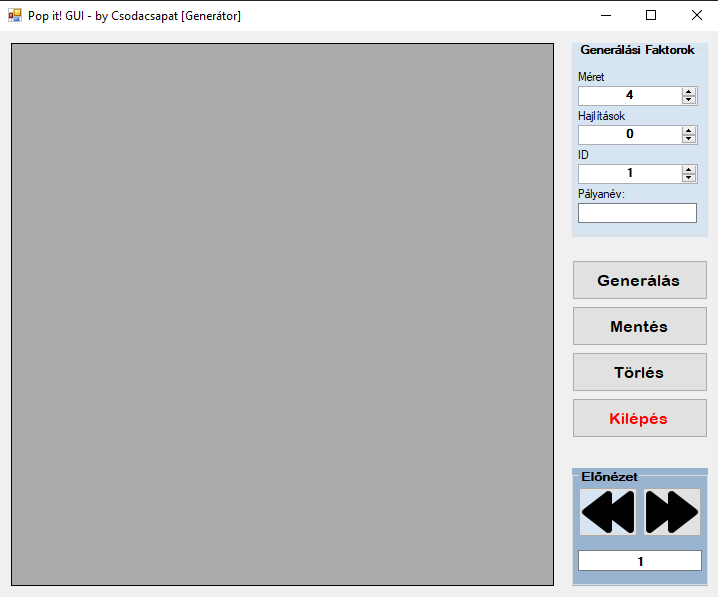 Pop it! GUI - by Csodacsapat [Generátor]
Generálási Faktorok
Méret
4
Hajlítások
0
ID
1
Pályanév:
Generálás
Mentés
Törlés
Kilépés
Előnézet
1